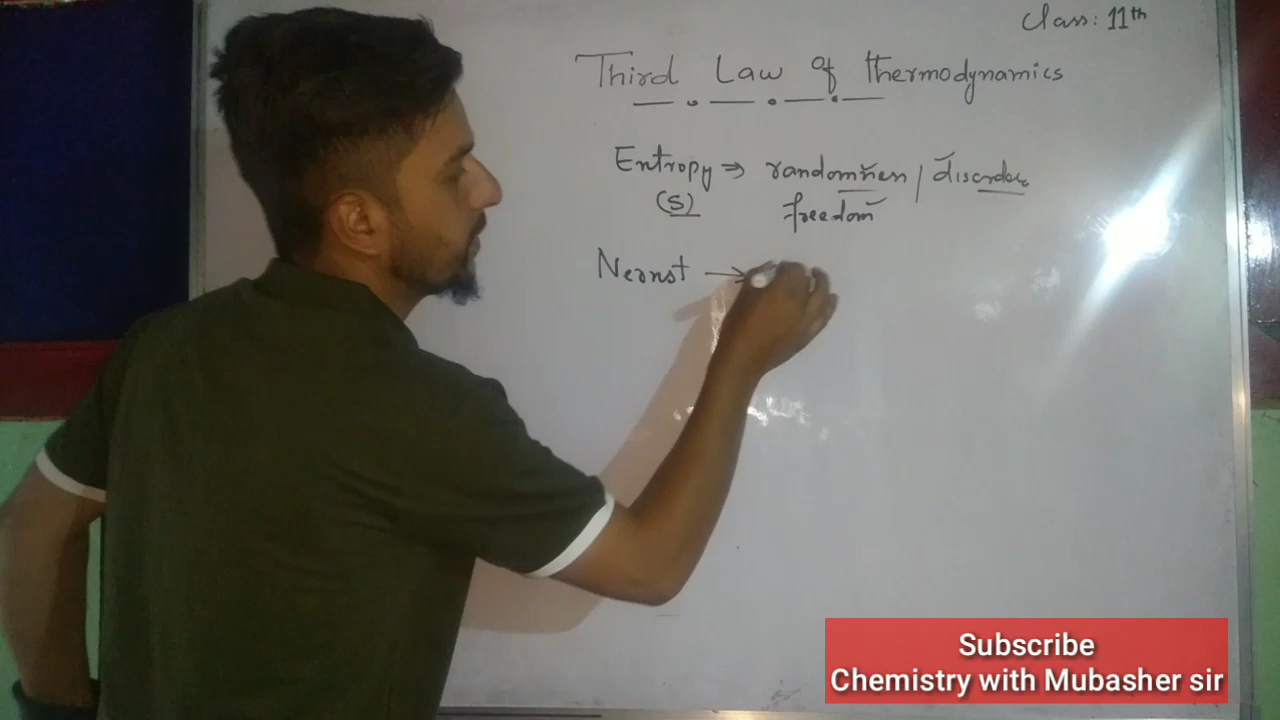 Class: 11th
Third Law of thermodynamics
Entropy ⇒ randomness / disorder
(S) freedom
Nernst →
Subscribe
Chemistry with Mubasher sir